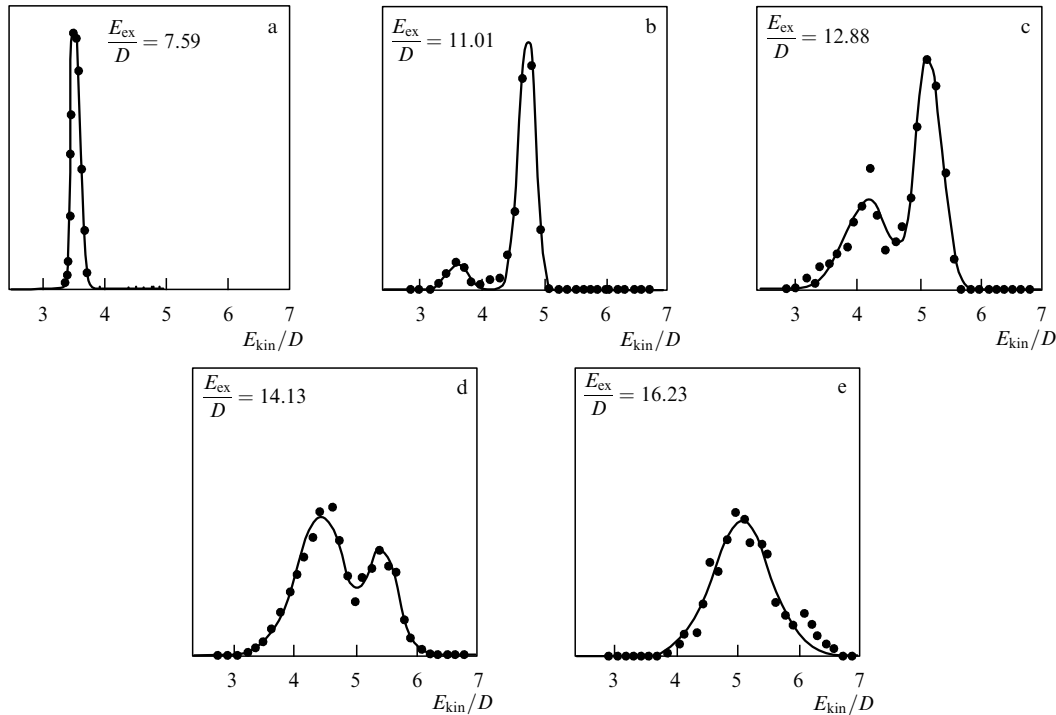 E_ex/D = 7.59
a
3 4 5 6 7
E_kin/D
E_ex/D = 11.01
b
3 4 5 6 7
E_kin/D
E_ex/D = 12.88
c
3 4 5 6 7
E_kin/D
E_ex/D = 14.13
d
3 4 5 6 7
E_kin/D
E_ex/D = 16.23
e
3 4 5 6 7
E_kin/D